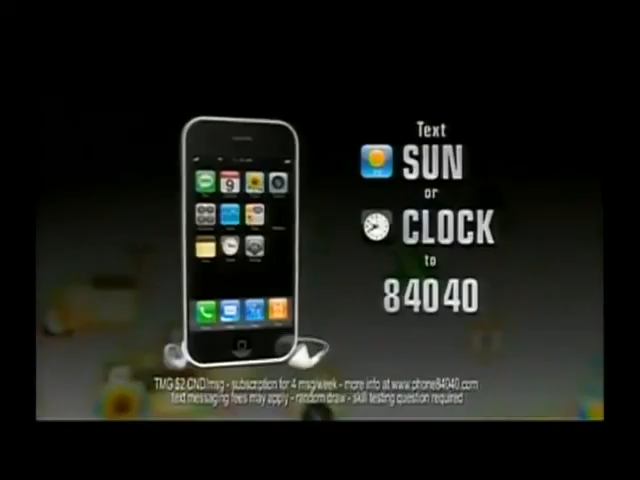 Text
SUN
or
CLOCK
to
84040
9
TMG $2 CND/msg - subscription for 4 msg/week - more info at www.phone84040.com
text messaging fees may apply - random draw - skill testing question required